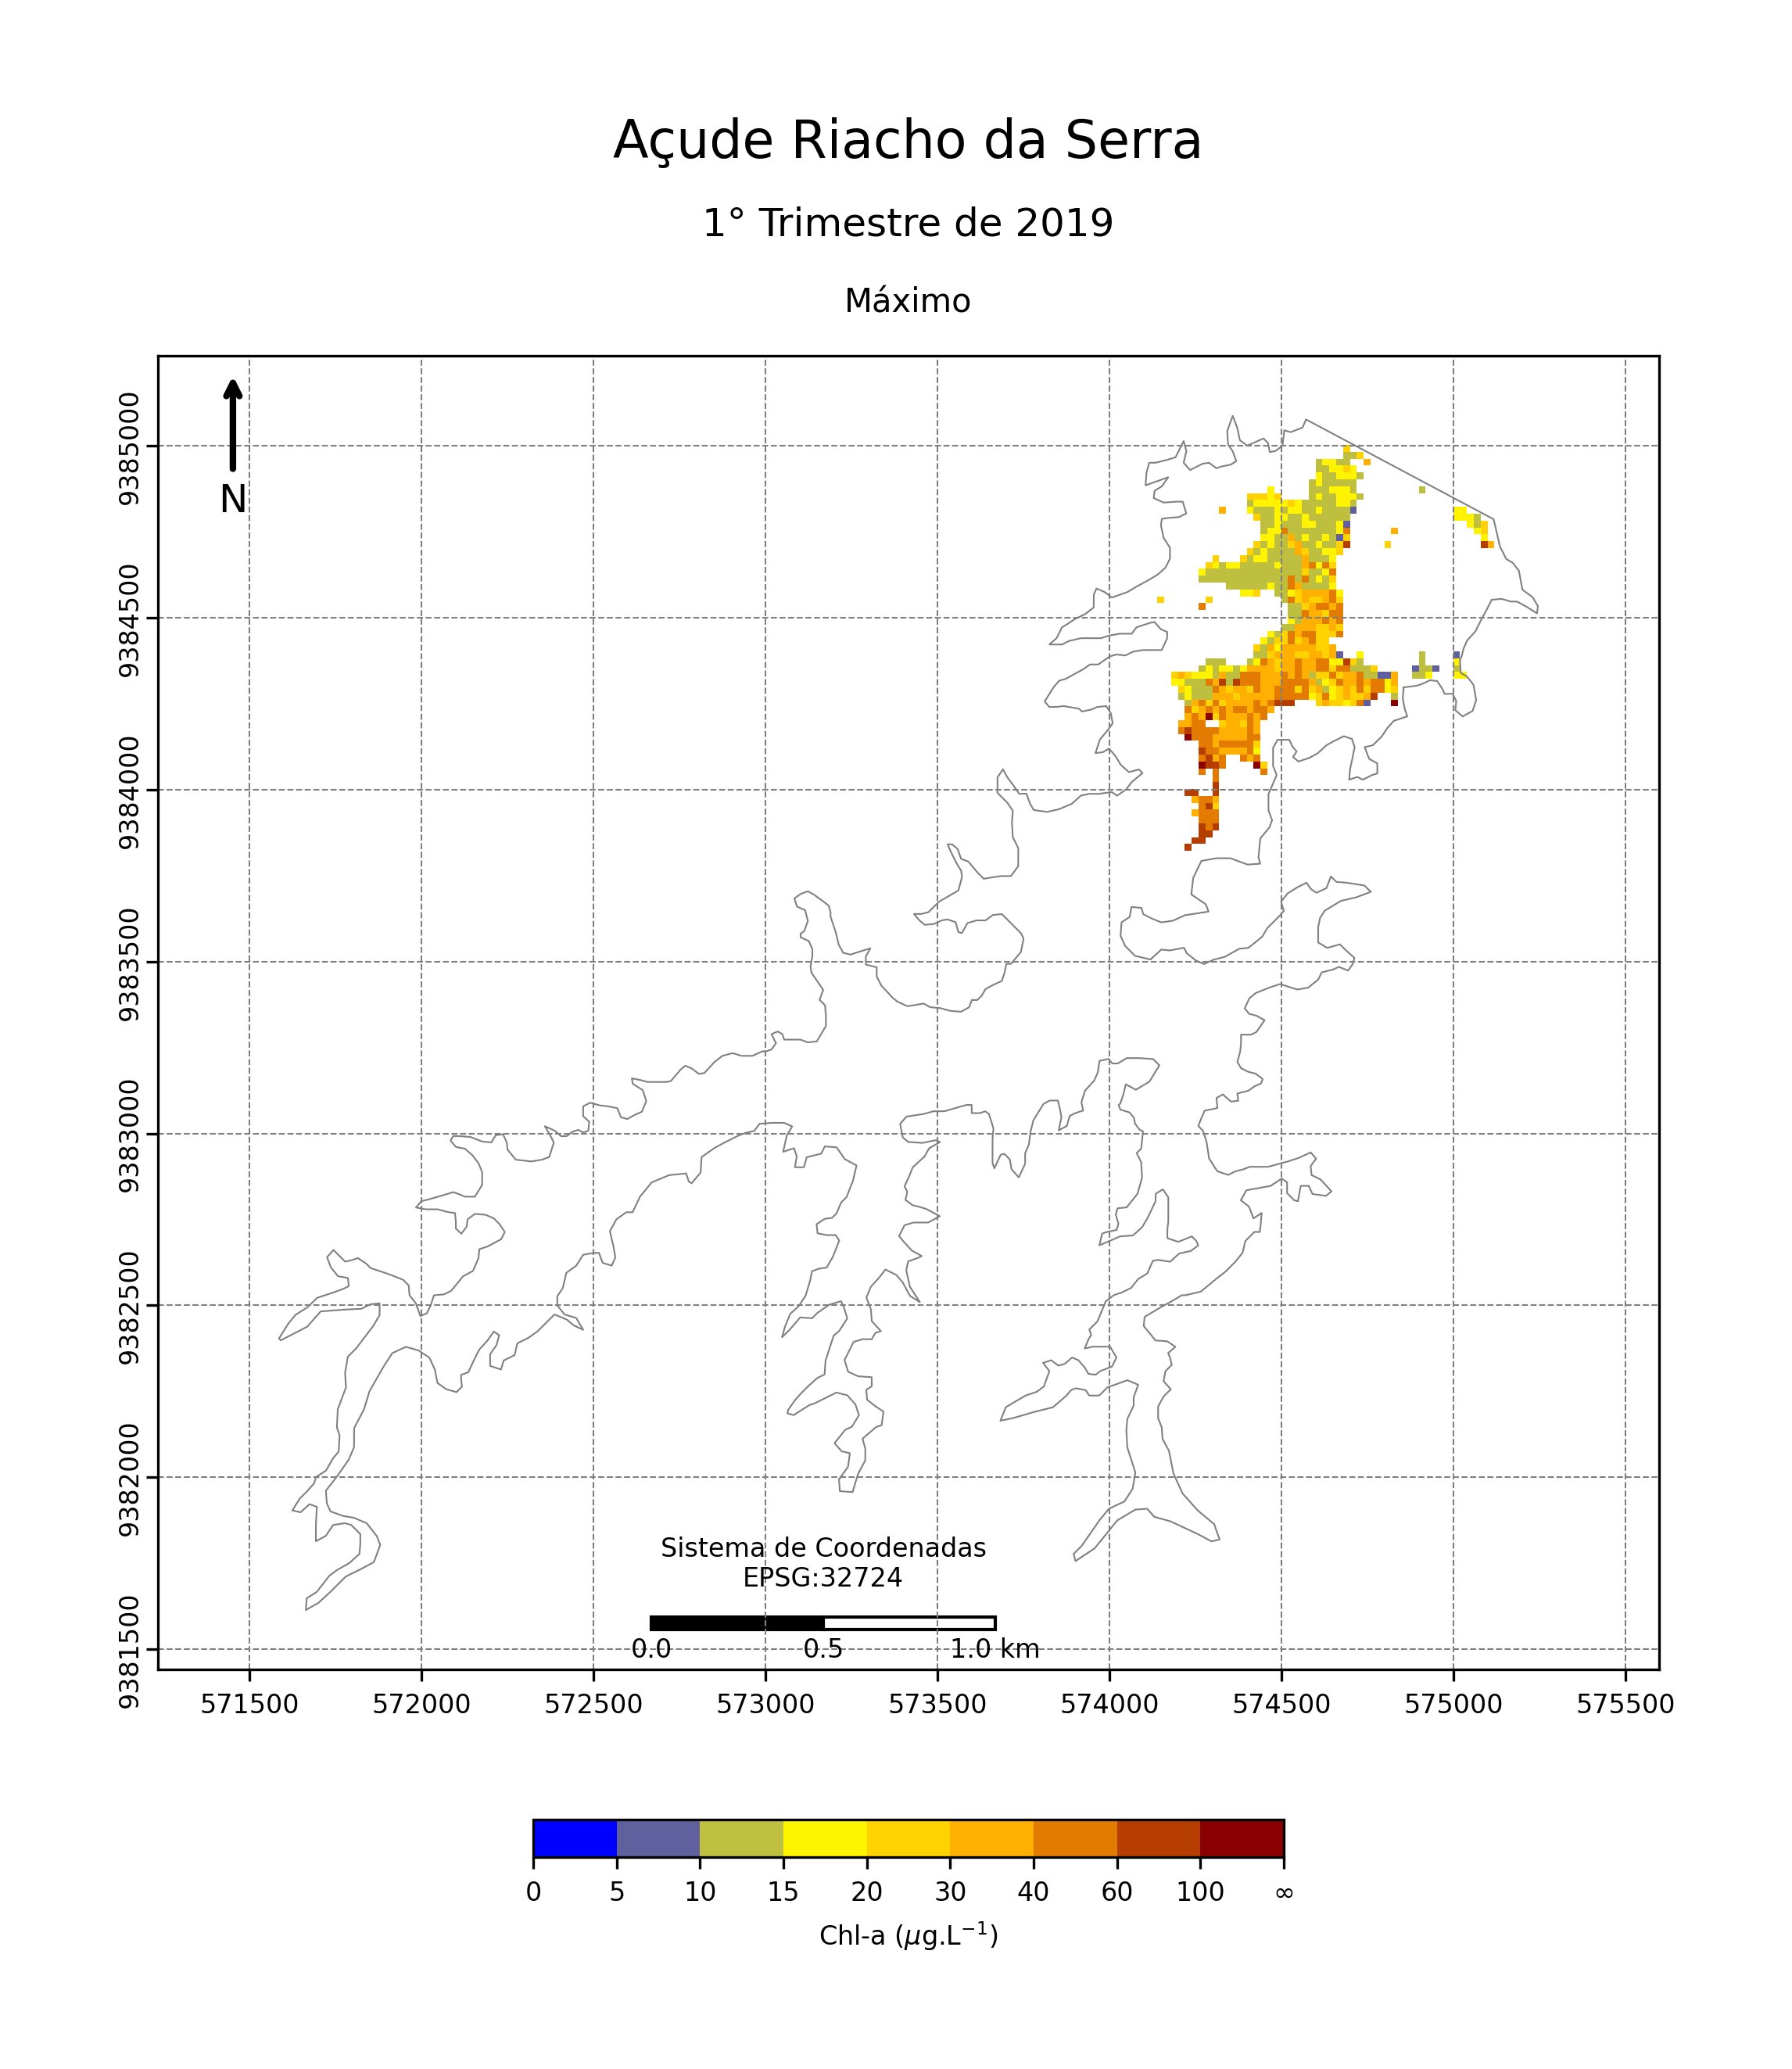 Açude Riacho da Serra
1° Trimestre de 2019
Máximo
N
9385000
9384500
9384000
9383500
9383000
9382500
9382000
9381500
Sistema de Coordenadas
EPSG:32724
0.0 0.5 1.0 km
571500 572000 572500 573000 573500 574000 574500 575000 575500
0 5 10 15 20 30 40 60 100 ∞
Chl-a (μg.L⁻¹)